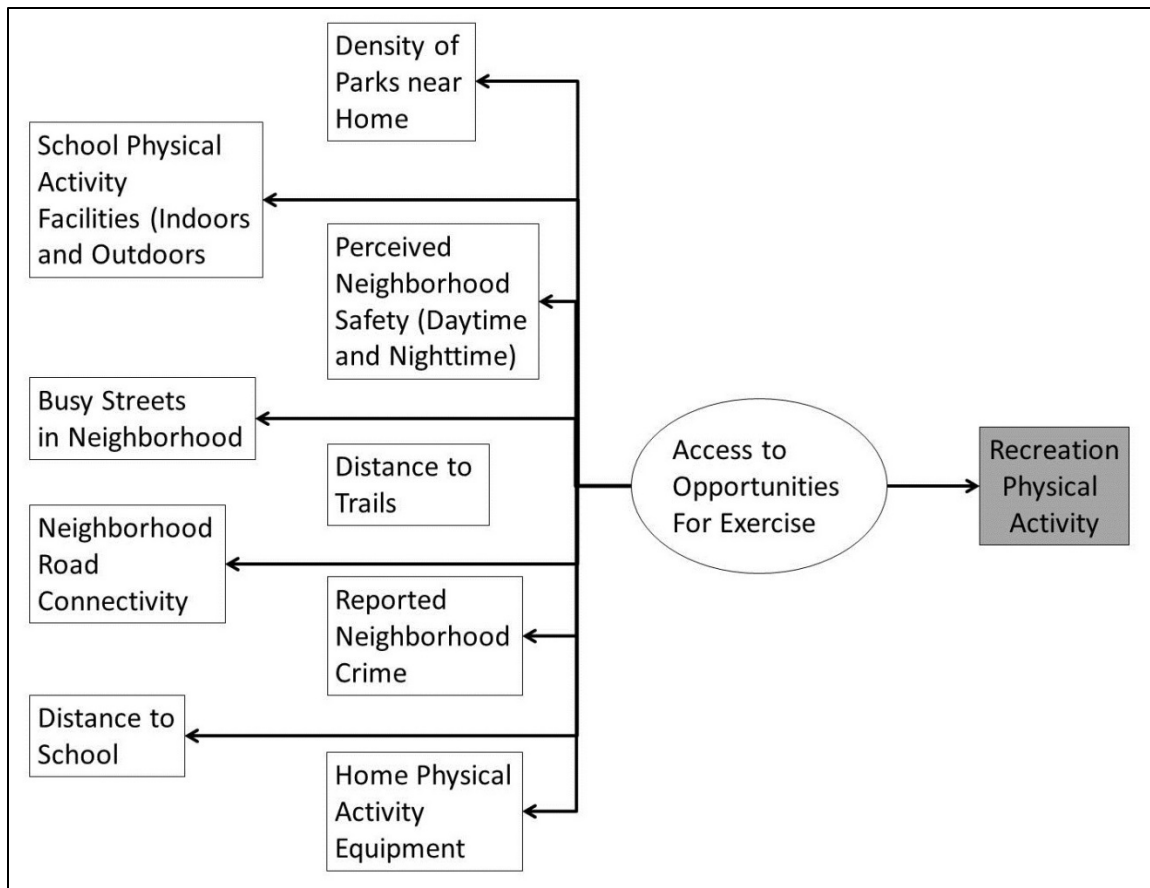 Density of
Parks near
Home
School Physical
Activity
Facilities (Indoors
and Outdoors
Perceived
Neighborhood
Safety (Daytime
and Nighttime)
Busy Streets
in Neighborhood
Distance to
Trails
Neighborhood
Road
Connectivity
Reported
Neighborhood
Crime
Distance to
School
Home Physical
Activity
Equipment
Access to
Opportunities
For Exercise
Recreation
Physical
Activity